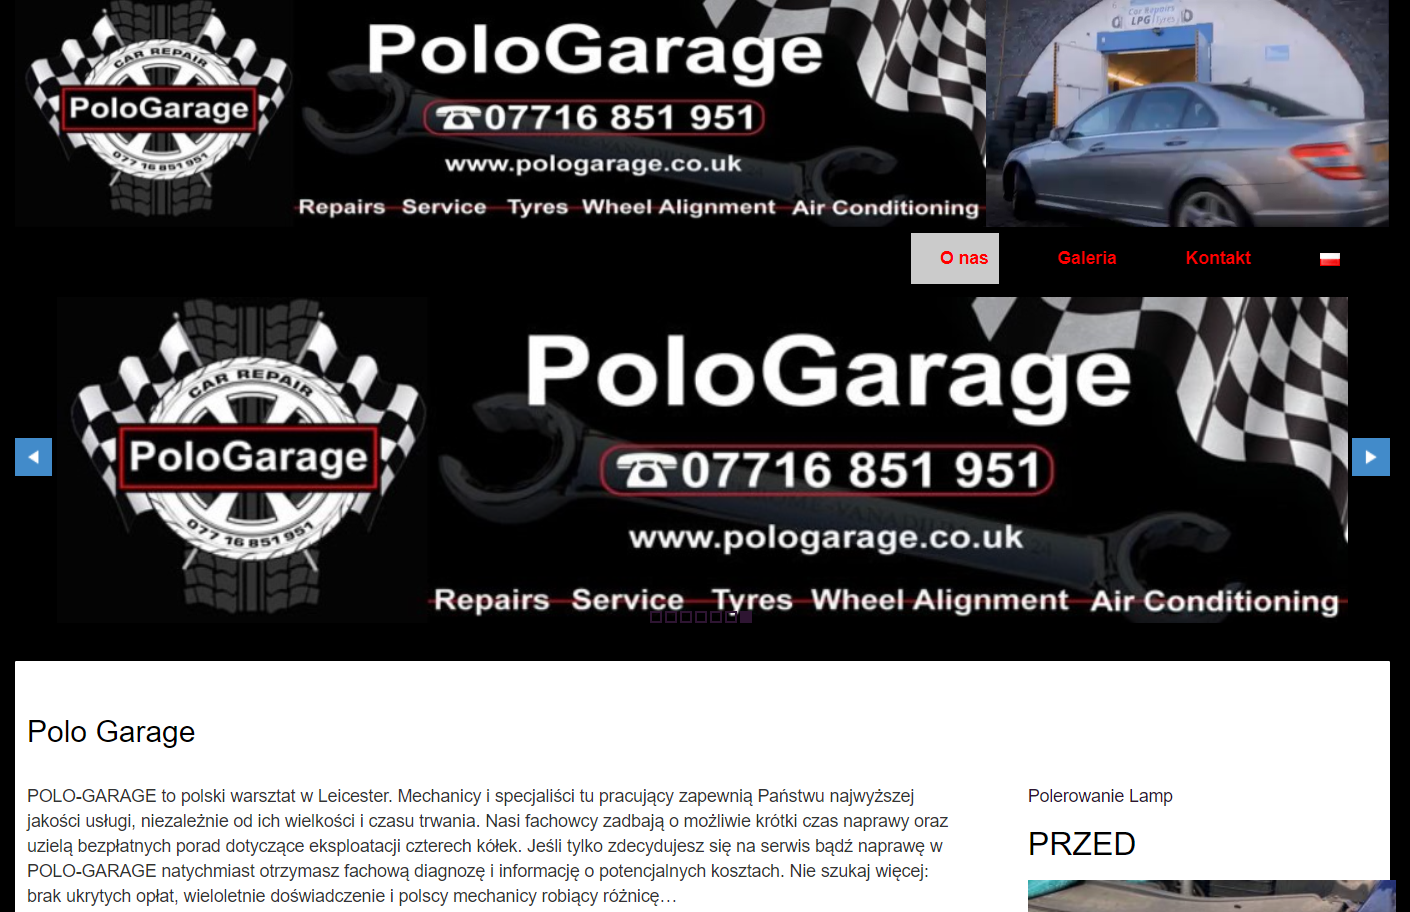 CAR REPAIR
PoloGarage
077 16 851 951
PoloGarage
☎07716 851 951
www.pologarage.co.uk
Repairs Service Tyres Wheel Alignment Air Conditioning
Car Repairs
LPG Tyres
O nas
Galeria
Kontakt
CAR REPAIR
PoloGarage
077 16 851 951
PoloGarage
☎07716 851 951
www.pologarage.co.uk
Repairs Service Tyres Wheel Alignment Air Conditioning
Polo Garage
POLO-GARAGE to polski warsztat w Leicester. Mechanicy i specjaliści tu pracujący zapewnią Państwu najwyższej
jakości usługi, niezależnie od ich wielkości i czasu trwania. Nasi fachowcy zadbają o możliwie krótki czas naprawy oraz
uzielą bezpłatnych porad dotyczące eksploatacji czterech kółek. Jeśli tylko zdecydujesz się na serwis bądź naprawę w
POLO-GARAGE natychmiast otrzymasz fachową diagnozę i informację o potencjalnych kosztach. Nie szukaj więcej:
brak ukrytych opłat, wieloletnie doświadczenie i polscy mechanicy robiący różnicę…
Polerowanie Lamp
PRZED